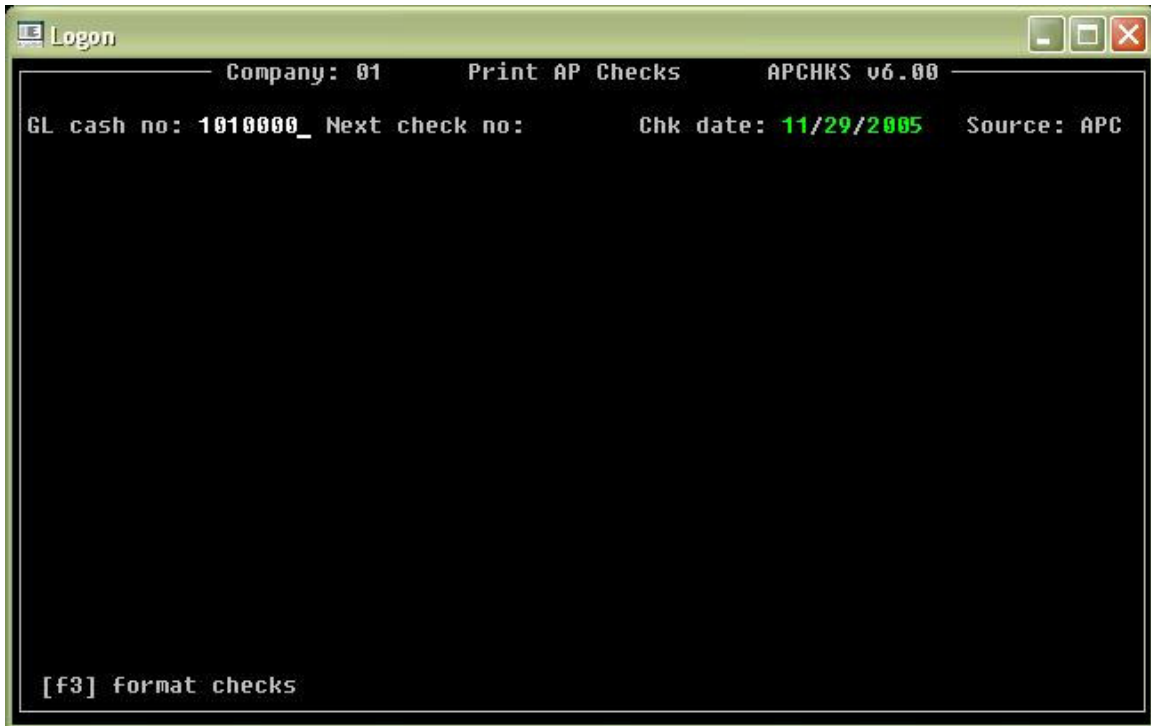 Logon
Company: 01 Print AP Checks APCHKS v6.00
GL cash no: 1010000_ Next check no: Chk date: 11/29/2005 Source: APC
[f3] format checks